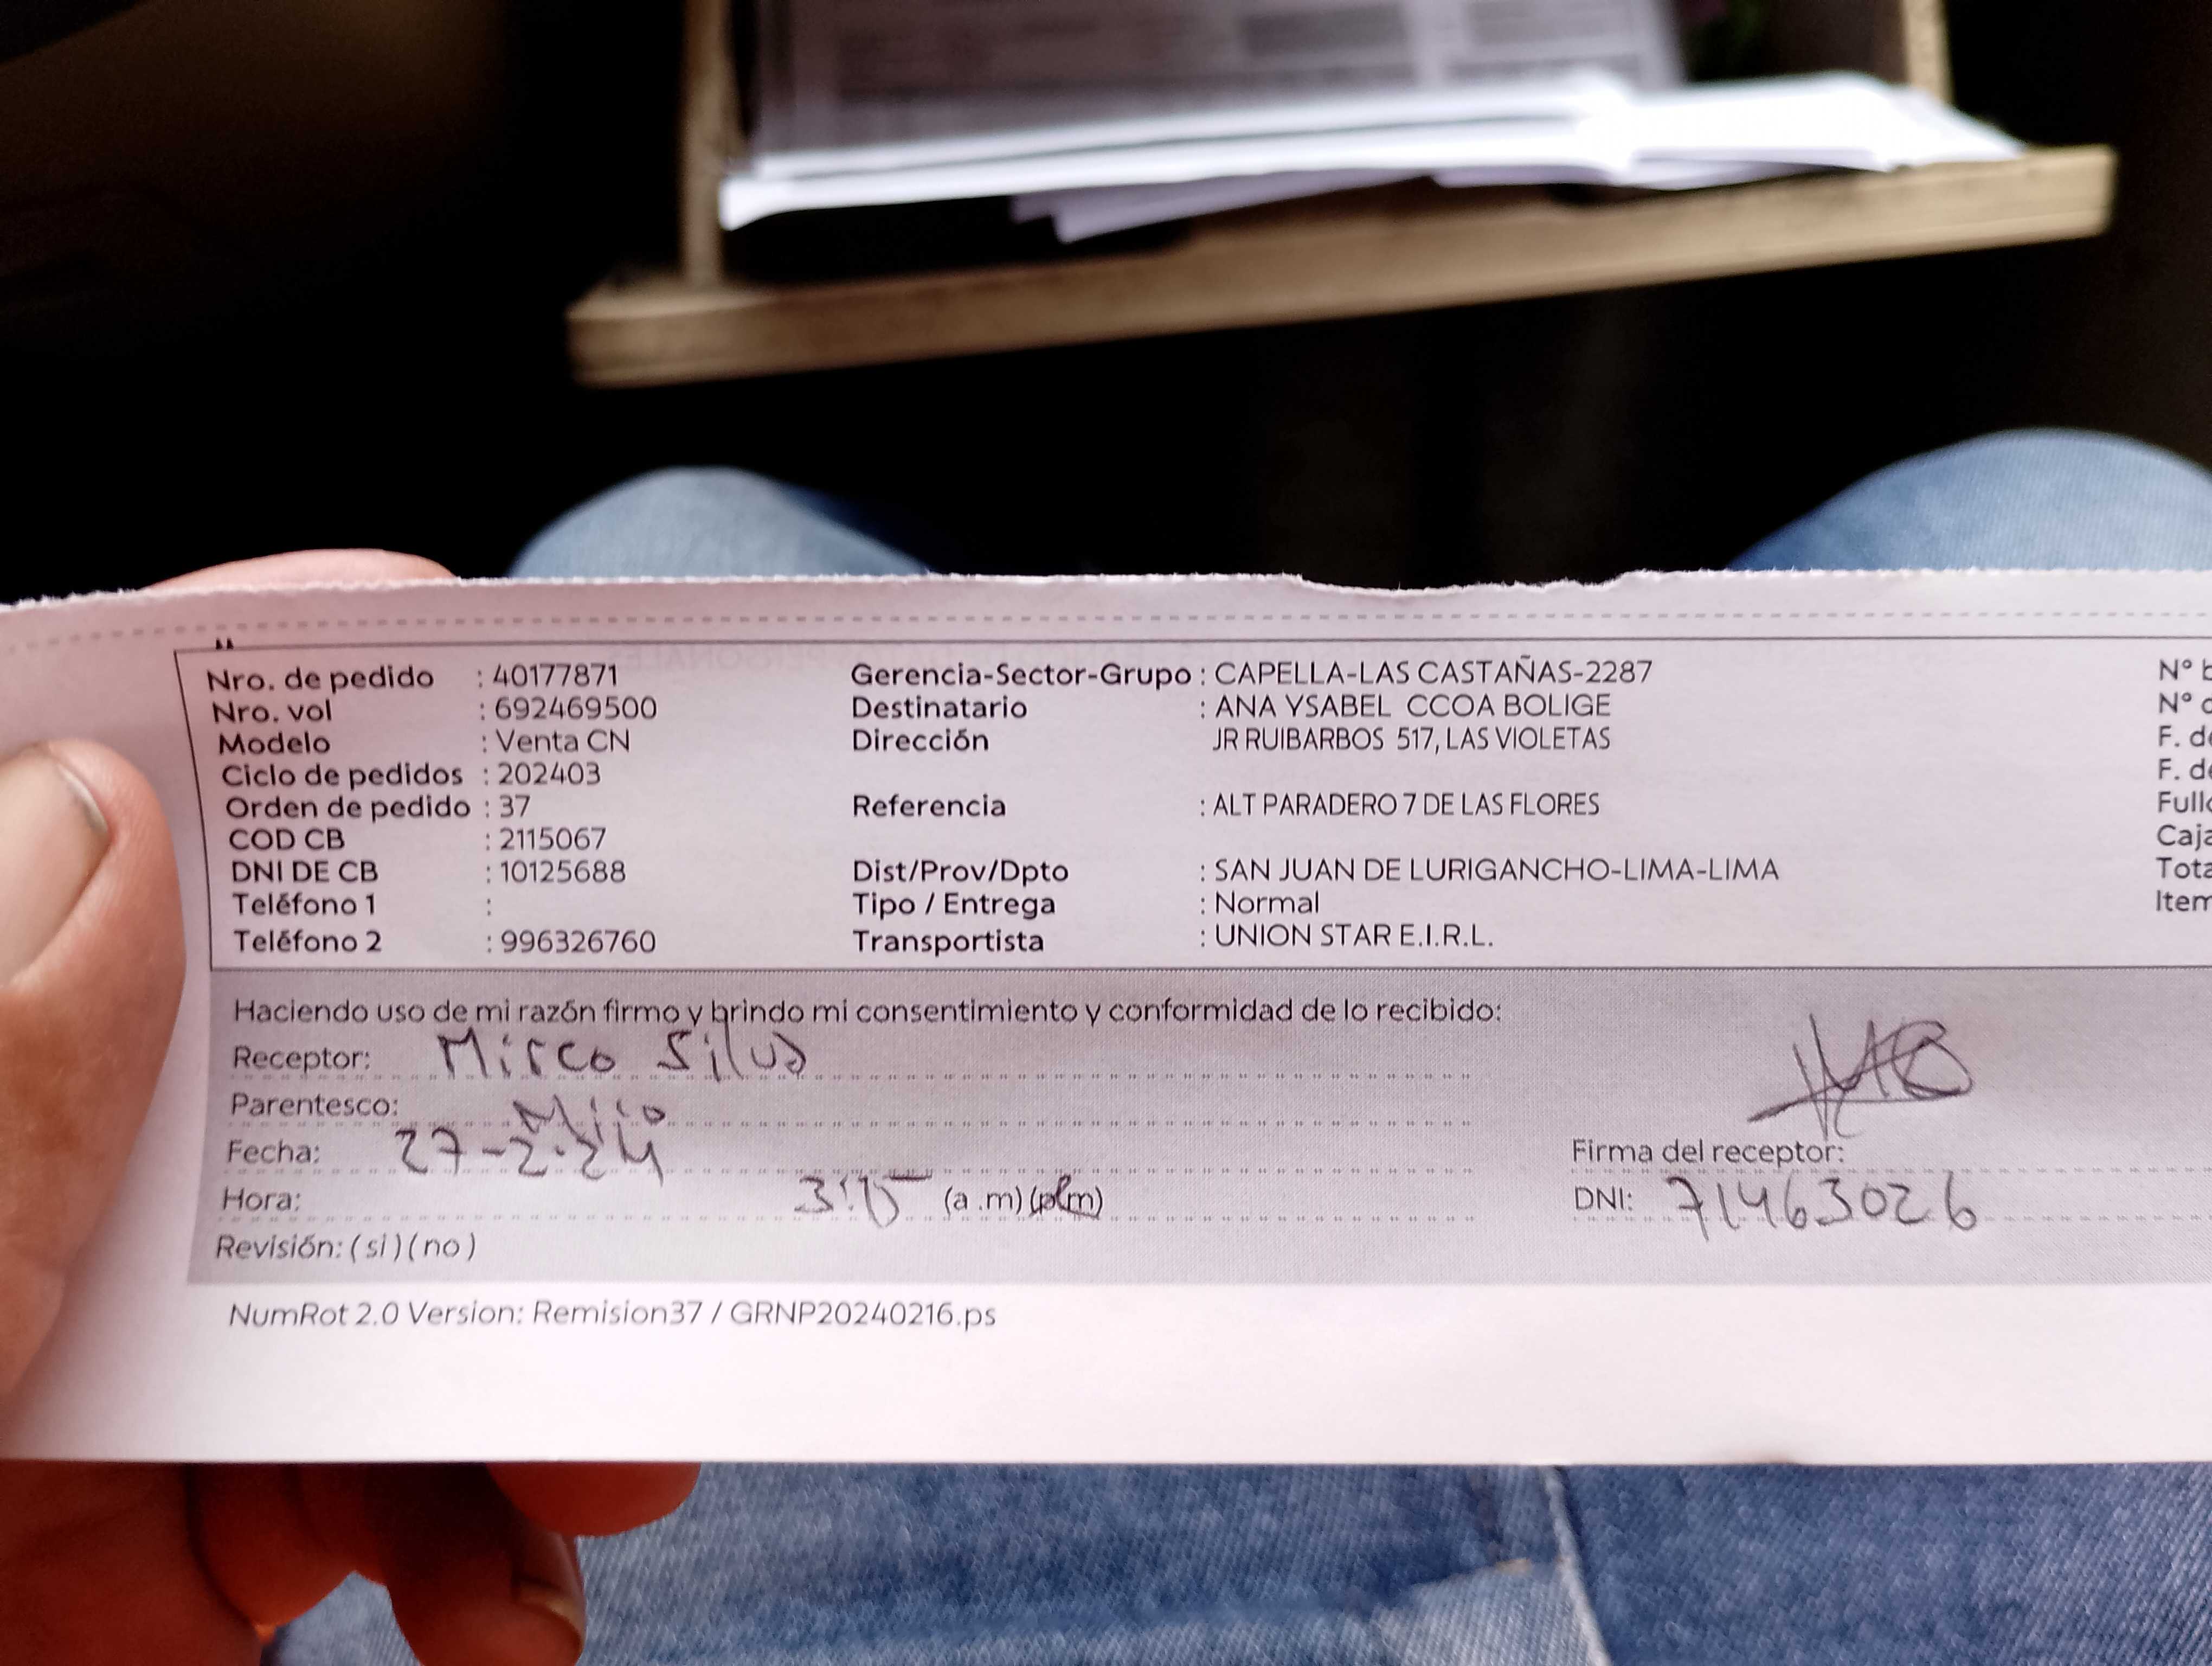 Nro. de pedido : 40177871 Gerencia-Sector-Grupo : CAPELLA-LAS CASTAÑAS-2287 N°
Nro. vol : 692469500 Destinatario : ANA YSABEL CCOA BOLIGE N°
Modelo : Venta CN Dirección JR RUIBARBOS 517, LAS VIOLETAS F.
Ciclo de pedidos : 202403 F.
Orden de pedido : 37 Referencia : ALT PARADERO 7 DE LAS FLORES
COD CB : 2115067
DNI DE CB : 10125688 Dist/Prov/Dpto : SAN JUAN DE LURIGANCHO-LIMA-LIMA
Teléfono 1 : Tipo / Entrega : Normal Item
Teléfono 2 : 996326760 Transportista : UNION STAR E.I.R.L.
Haciendo uso de mi razón firmo y brindo mi consentimiento y conformidad de lo recibido:
Receptor: Mirco
Parentesco:
Fecha: 27-2-24 Firma del receptor:
Hora: 3:15 (a .m) (p.m) DNI: 71463026
Revisión: ( si ) ( no )
NumRot 2.0 Version: Remision37 / GRNP20240216.ps